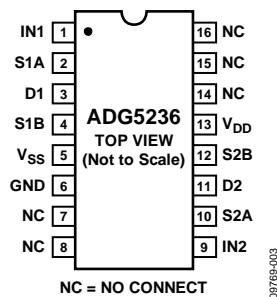 IN1 1
16 NC
S1A 2
15 NC
D1 3
14 NC
S1B 4
13 VDD
VSS 5
12 S2B
GND 6
11 D2
NC 7
10 S2A
NC 8
9 IN2
ADG5236
TOP VIEW
(Not to Scale)
NC = NO CONNECT
09769-003